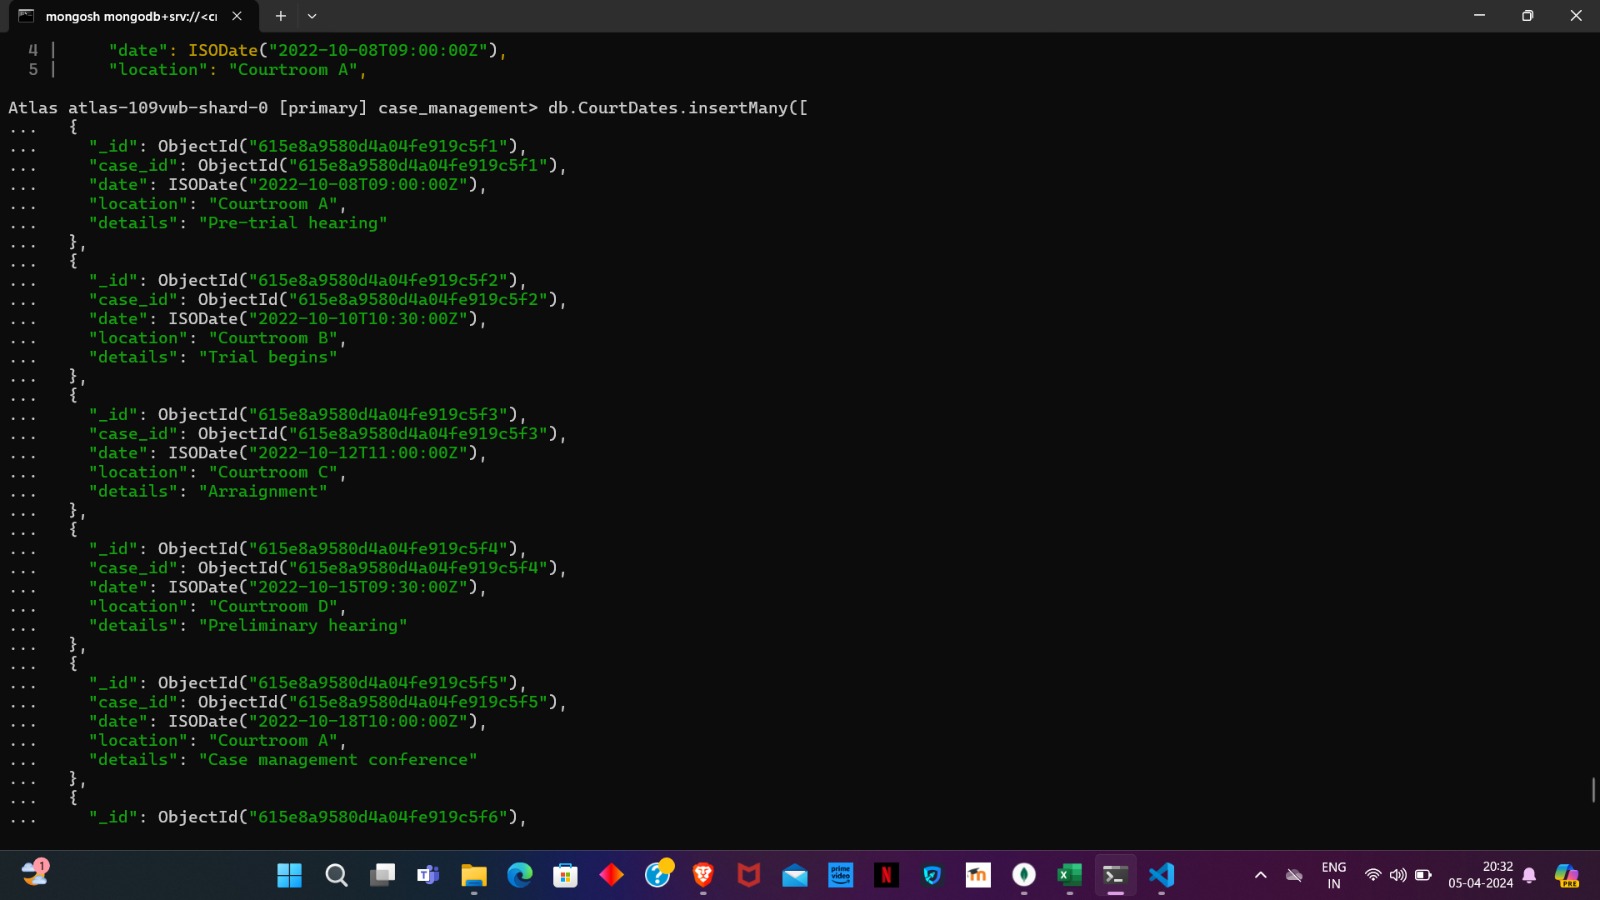 mongosh mongodb+srv://<cr
4 |     "date": ISODate("2022-10-08T09:00:00Z"),
5 |     "location": "Courtroom A",
Atlas atlas-109vwb-shard-0 [primary] case_management> db.CourtDates.insertMany([
...   {
...     "_id": ObjectId("615e8a9580d4a04fe919c5f1"),
...     "case_id": ObjectId("615e8a9580d4a04fe919c5f1"),
...     "date": ISODate("2022-10-08T09:00:00Z"),
...     "location": "Courtroom A",
...     "details": "Pre-trial hearing"
...   },
...   {
...     "_id": ObjectId("615e8a9580d4a04fe919c5f2"),
...     "case_id": ObjectId("615e8a9580d4a04fe919c5f2"),
...     "date": ISODate("2022-10-10T10:30:00Z"),
...     "location": "Courtroom B",
...     "details": "Trial begins"
...   },
...   {
...     "_id": ObjectId("615e8a9580d4a04fe919c5f3"),
...     "case_id": ObjectId("615e8a9580d4a04fe919c5f3"),
...     "date": ISODate("2022-10-12T11:00:00Z"),
...     "location": "Courtroom C",
...     "details": "Arraignment"
...   },
...   {
...     "_id": ObjectId("615e8a9580d4a04fe919c5f4"),
...     "case_id": ObjectId("615e8a9580d4a04fe919c5f4"),
...     "date": ISODate("2022-10-15T09:30:00Z"),
...     "location": "Courtroom D",
...     "details": "Preliminary hearing"
...   },
...   {
...     "_id": ObjectId("615e8a9580d4a04fe919c5f5"),
...     "case_id": ObjectId("615e8a9580d4a04fe919c5f5"),
...     "date": ISODate("2022-10-18T10:00:00Z"),
...     "location": "Courtroom A",
...     "details": "Case management conference"
...   },
...   {
...     "_id": ObjectId("615e8a9580d4a04fe919c5f6"),
1
prime video
N
ENG
IN
20:32
05-04-2024
PRE